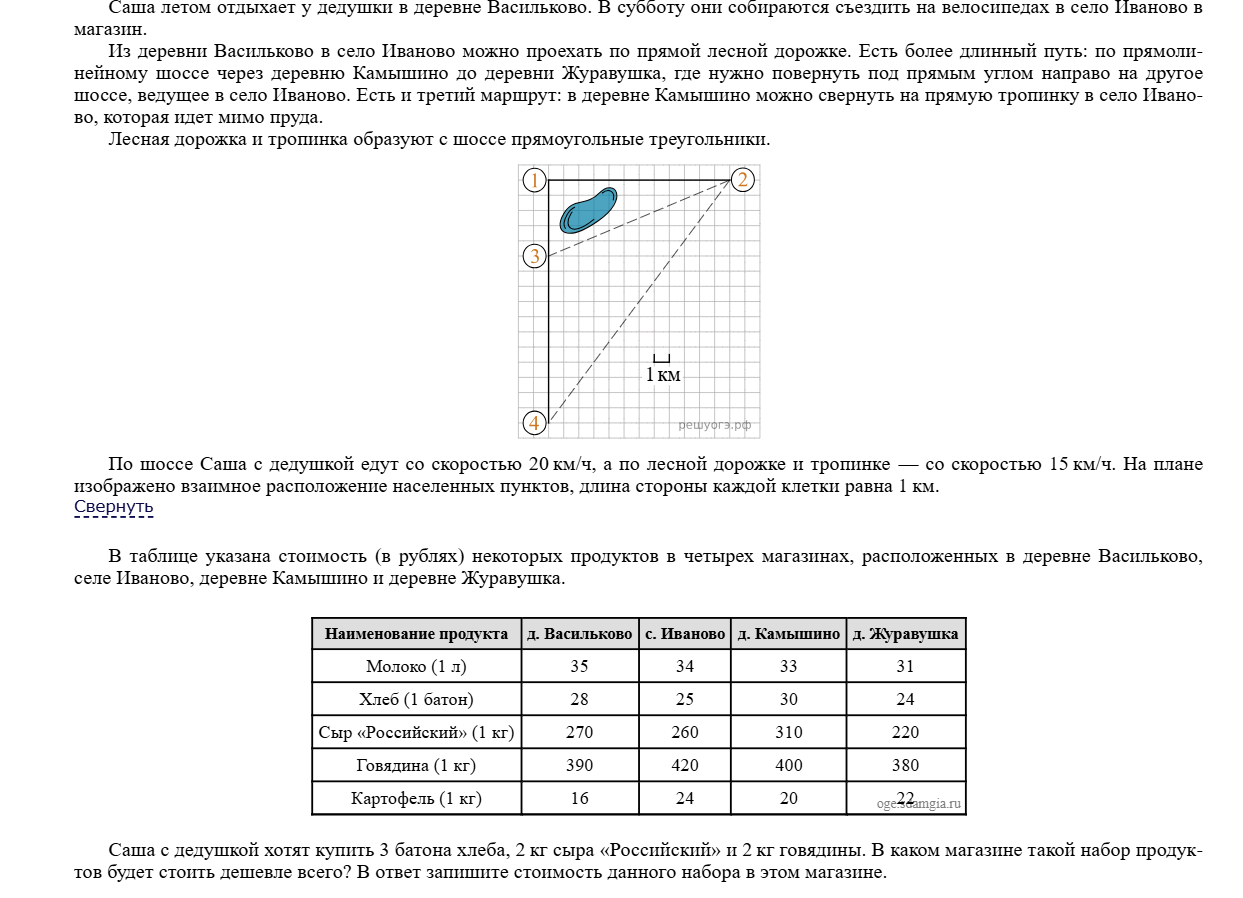 Саша летом отдыхает у дедушки в деревне Васильково. В субботу они собираются съездить на велосипедах в село Иваново в
магазин.
Из деревни Васильково в село Иваново можно проехать по прямой лесной дорожке. Есть более длинный путь: по прямоли-
нейному шоссе через деревню Камышино до деревни Журавушка, где нужно повернуть под прямым углом направо на другое
шоссе, ведущее в село Иваново. Есть и третий маршрут: в деревне Камышино можно свернуть на прямую тропинку в село Ивано-
во, которая идет мимо пруда.
Лесная дорожка и тропинка образуют с шоссе прямоугольные треугольники.
1 2
3
1 км
4
решуогэ.рф
По шоссе Саша с дедушкой едут со скоростью 20 км/ч, а по лесной дорожке и тропинке — со скоростью 15 км/ч. На плане
изображено взаимное расположение населенных пунктов, длина стороны каждой клетки равна 1 км.
Свернуть
В таблице указана стоимость (в рублях) некоторых продуктов в четырех магазинах, расположенных в деревне Васильково,
селе Иваново, деревне Камышино и деревне Журавушка.
Наименование продукта д. Васильково с. Иваново д. Камышино д. Журавушка
Молоко (1 л) 35 34 33 31
Хлеб (1 батон) 28 25 30 24
Сыр «Российский» (1 кг) 270 260 310 220
Говядина (1 кг) 390 420 400 380
Картофель (1 кг) 16 24 20 22
oge.sdamgia.ru
Саша с дедушкой хотят купить 3 батона хлеба, 2 кг сыра «Российский» и 2 кг говядины. В каком магазине такой набор продук-
тов будет стоить дешевле всего? В ответ запишите стоимость данного набора в этом магазине.